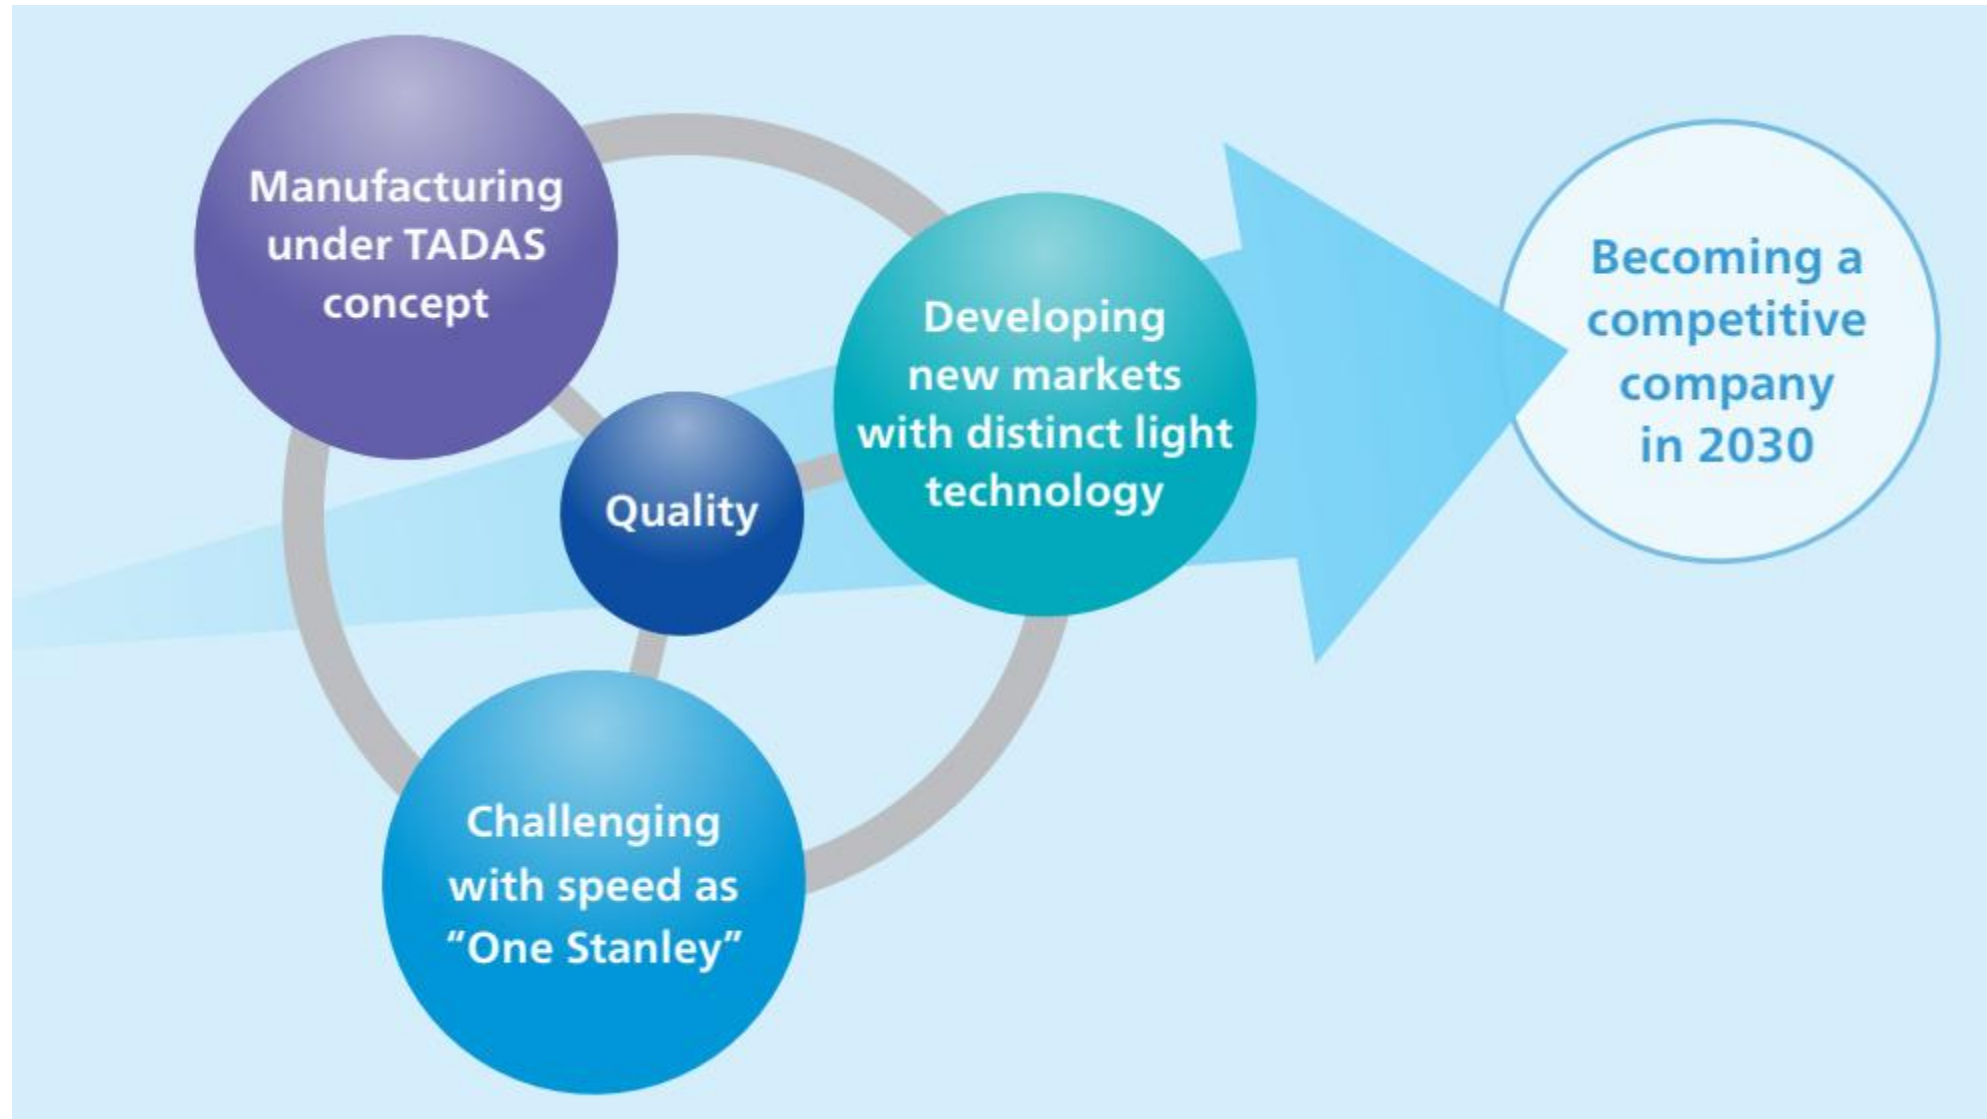 Manufacturing
under TADAS
concept
Developing
new markets
with distinct light
technology
Quality
Challenging
with speed as
“One Stanley”
Becoming a
competitive
company
in 2030